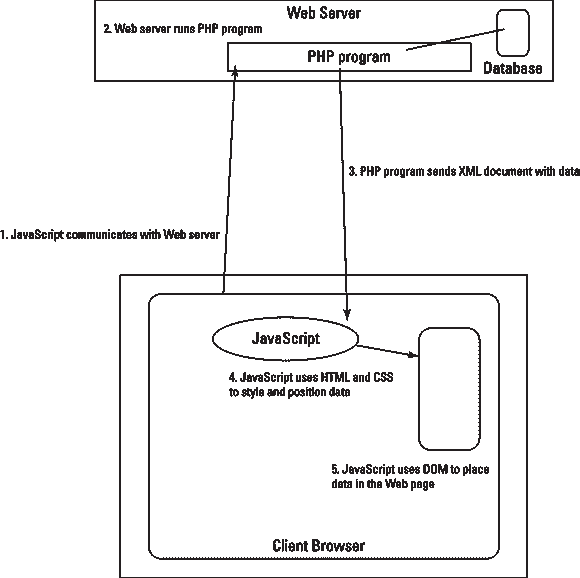 Web Server
2. Web server runs PHP program
PHP program
Database
3. PHP program sends XML document with data
1. JavaScript communicates with Web server
JavaScript
4. JavaScript uses HTML and CSS
to style and position data
5. JavaScript uses DOM to place
data in the Web page
Client Browser